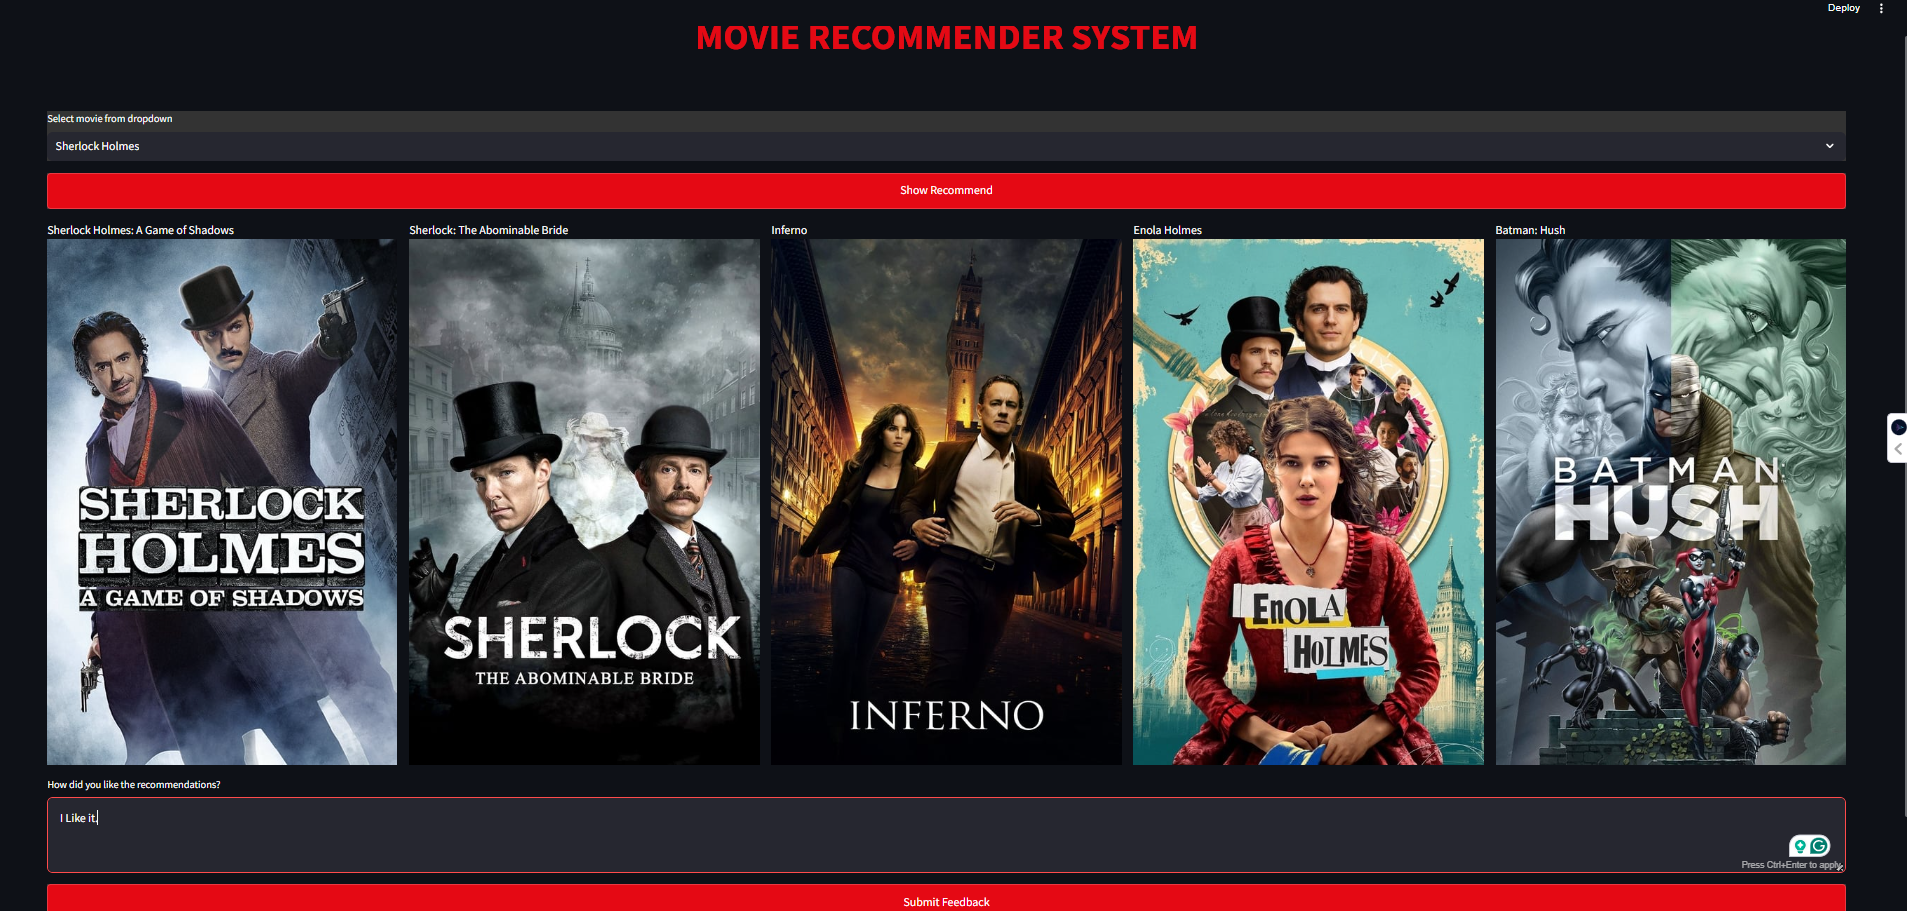 Deploy
MOVIE RECOMMENDER SYSTEM
Select movie from dropdown
Sherlock Holmes
Show Recommend
Sherlock Holmes: A Game of Shadows
Sherlock: The Abominable Bride
Inferno
Enola Holmes
Batman: Hush
SHERLOCK
HOLMES
A GAME OF SHADOWS
SHERLOCK
THE ABOMINABLE BRIDE
INFERNO
ENOLA
HOLMES
BATMAN:
HUSH
How did you like the recommendations?
I Like it.
Press Ctrl+Enter to apply
Submit Feedback